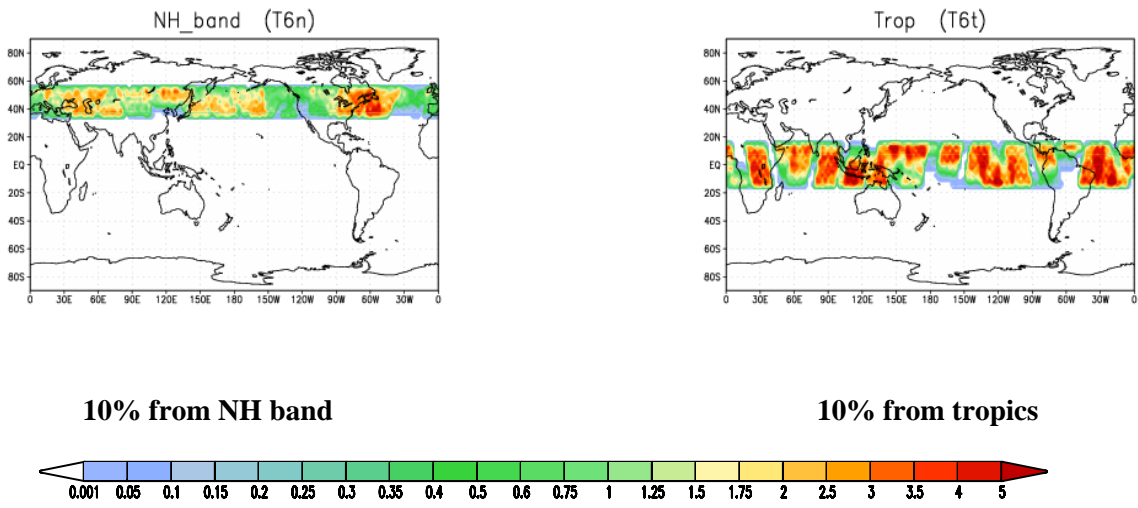 NH_band (T6n)
Trop (T6t)
80N
60N
40N
20N
EQ
20S
40S
60S
80S
0 30E 60E 90E 120E 150E 180 150W 120W 90W 60W 30W 0
80N
60N
40N
20N
EQ
20S
40S
60S
80S
0 30E 60E 90E 120E 150E 180 150W 120W 90W 60W 30W 0
10% from NH band
10% from tropics
0.001 0.05 0.1 0.15 0.2 0.25 0.3 0.35 0.4 0.5 0.6 0.75 1 1.25 1.5 1.75 2 2.5 3 3.5 4 5